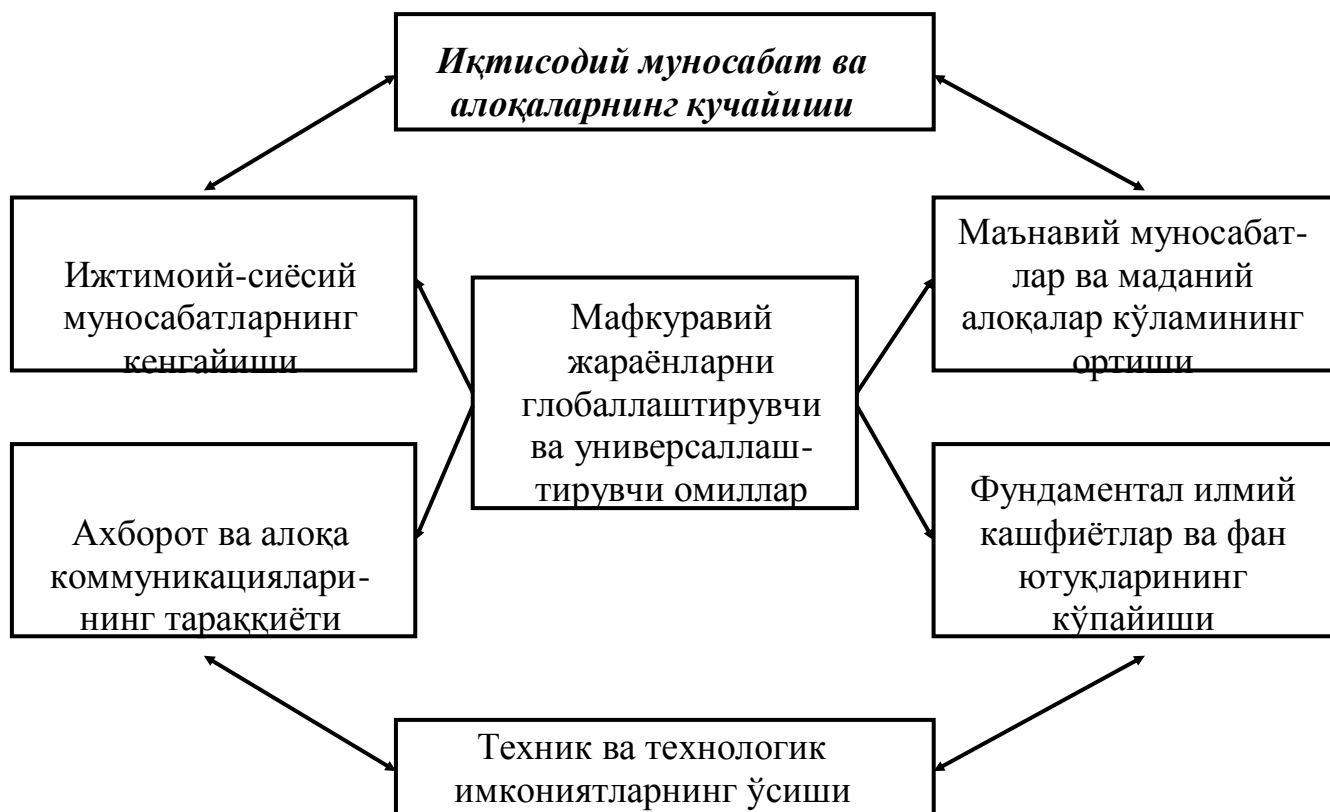 Иқтисодий муносабат ва
алоқаларнинг кучайиши
Ижтимоий-сиёсий
муносабатларнинг
кенгайиши
Маънавий муносабат-
лар ва маданий
алоқалар кўламининг
ортиши
Мафкуравий
жараёнларни
глобаллаштирувчи
ва универсаллаш-
тирувчи омиллар
Ахборот ва алоқа
коммуникациялари-
нинг тараққиёти
Фундаментал илмий
кашфиётлар ва фан
ютуқларининг
кўпайиши
Техник ва технологик
имкониятларнинг ўсиши